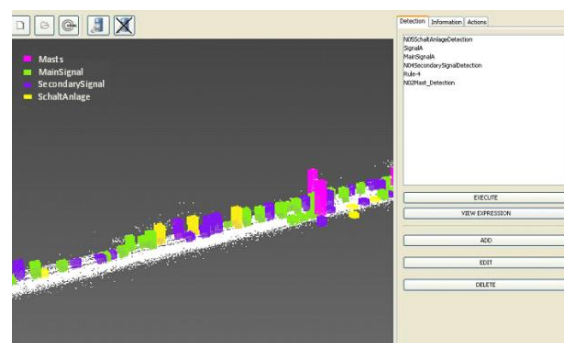 Detection
Information
Actions
N05SchaltAnlageDetection
SignalA
MainSignalA
N04SecondarySignalDetection
Rule-4
N02Mast_Detection
Masts
MainSignal
SecondarySignal
SchaltAnlage
EXECUTE
VIEW EXPRESSION
ADD
EDIT
DELETE